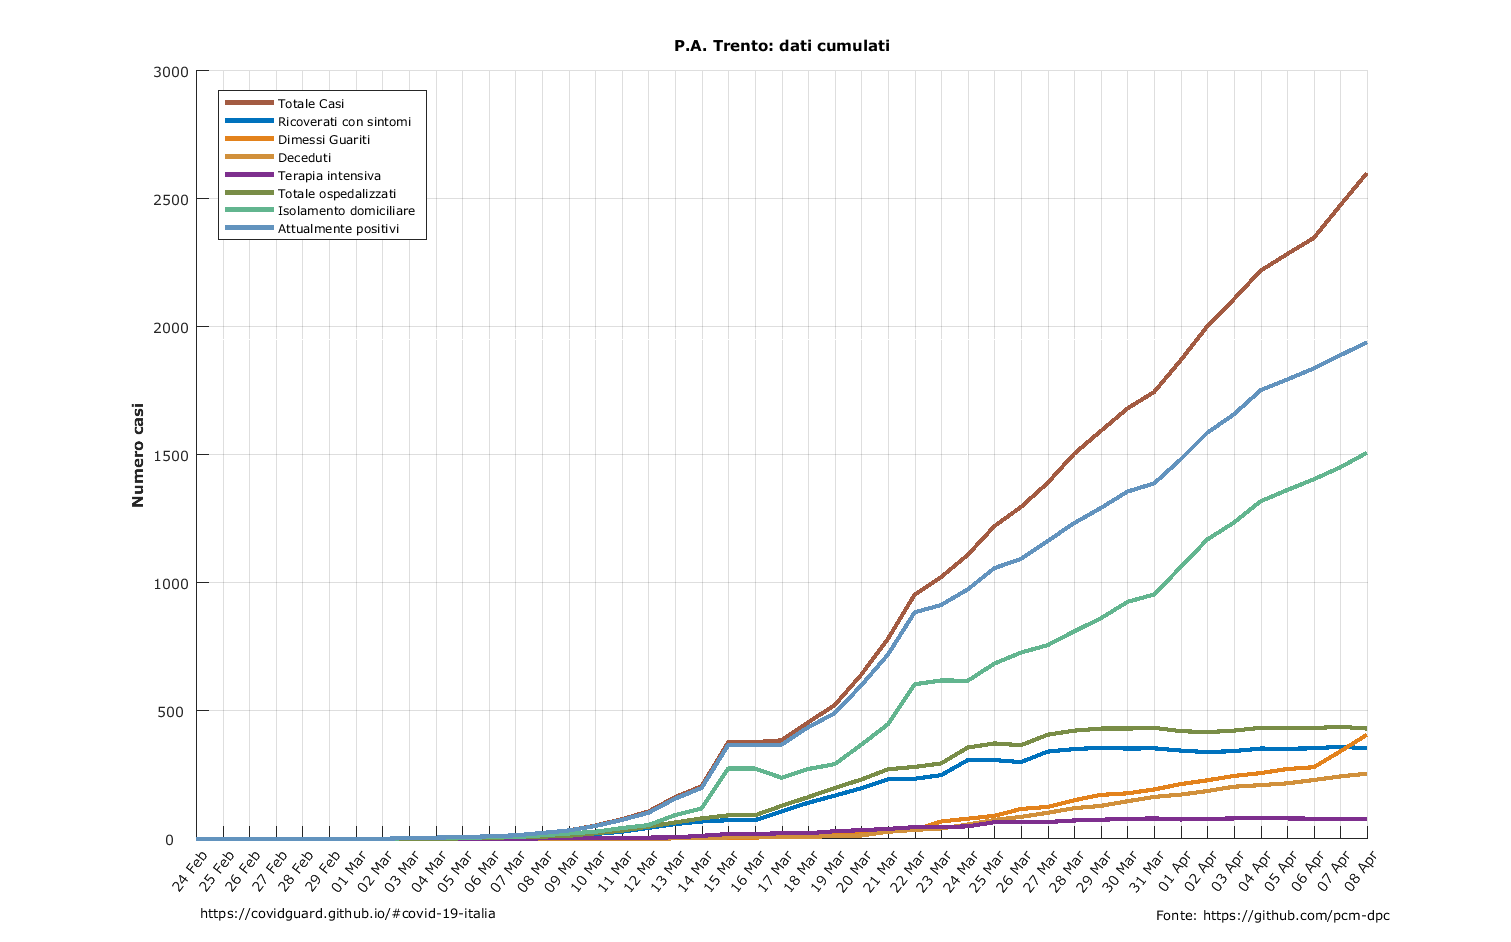 P.A. Trento: dati cumulati
3000
2500
2000
1500
1000
500
0
Numero casi
Totale Casi
Ricoverati con sintomi
Dimessi Guariti
Deceduti
Terapia intensiva
Totale ospedalizzati
Isolamento domiciliare
Attualmente positivi
24 Feb
25 Feb
26 Feb
27 Feb
28 Feb
29 Feb
01 Mar
02 Mar
03 Mar
04 Mar
05 Mar
06 Mar
07 Mar
08 Mar
09 Mar
10 Mar
11 Mar
12 Mar
13 Mar
14 Mar
15 Mar
16 Mar
17 Mar
18 Mar
19 Mar
20 Mar
21 Mar
22 Mar
23 Mar
24 Mar
25 Mar
26 Mar
27 Mar
28 Mar
29 Mar
30 Mar
31 Mar
01 Apr
02 Apr
03 Apr
04 Apr
05 Apr
06 Apr
07 Apr
08 Apr
https://covidguard.github.io/#covid-19-italia
Fonte: https://github.com/pcm-dpc